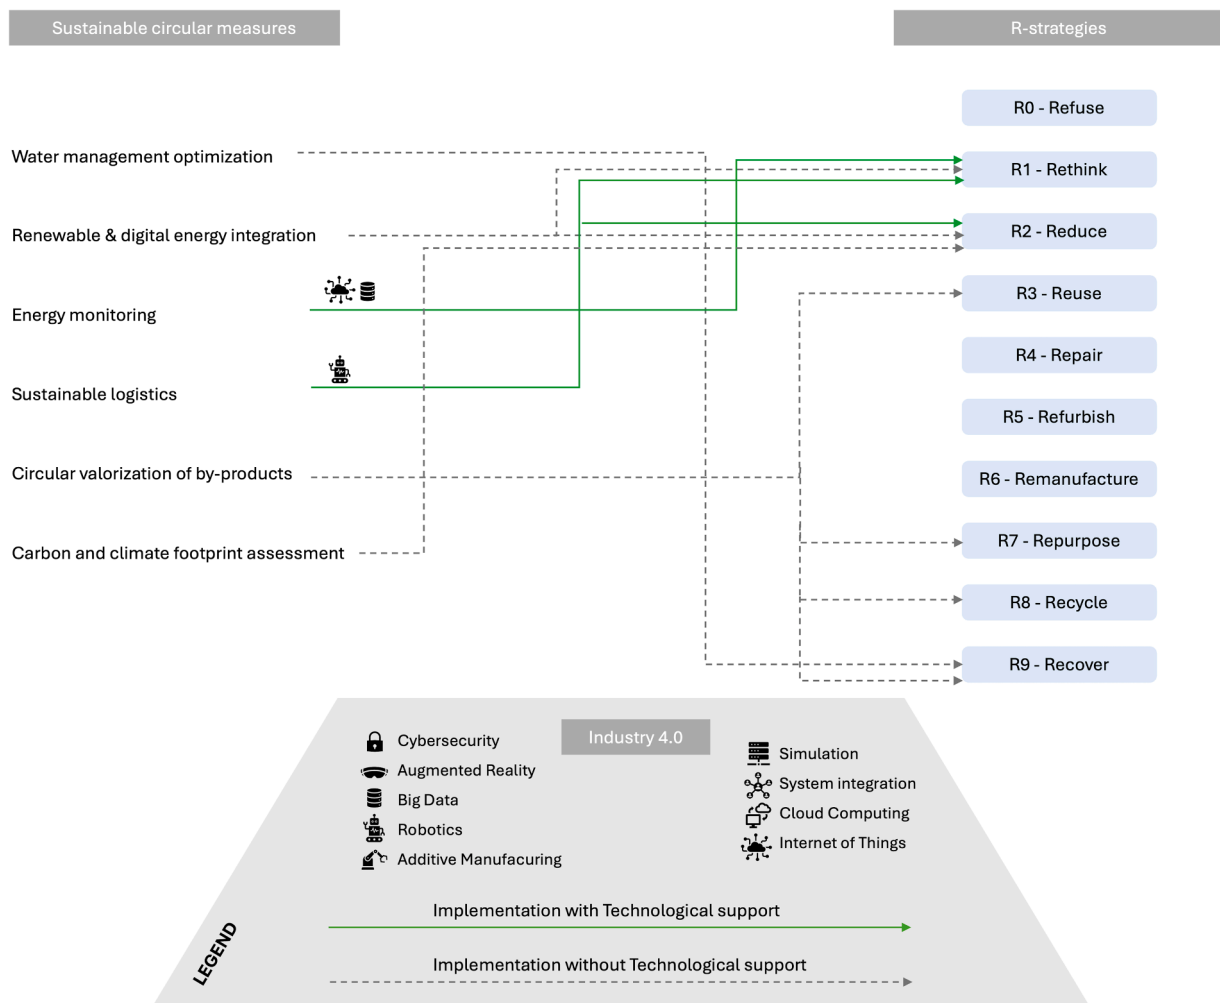 Sustainable circular measures
R-strategies
R0 - Refuse
Water management optimization
R1 - Rethink
Renewable & digital energy integration
R2 - Reduce
Energy monitoring
R3 - Reuse
R4 - Repair
Sustainable logistics
R5 - Refurbish
Circular valorization of by-products
R6 - Remanufacture
Carbon and climate footprint assessment
R7 - Repurpose
R8 - Recycle
R9 - Recover
Industry 4.0
Cybersecurity
Augmented Reality
Big Data
Robotics
Additive Manufacuring
Simulation
System integration
Cloud Computing
Internet of Things
LEGEND
Implementation with Technological support
Implementation without Technological support